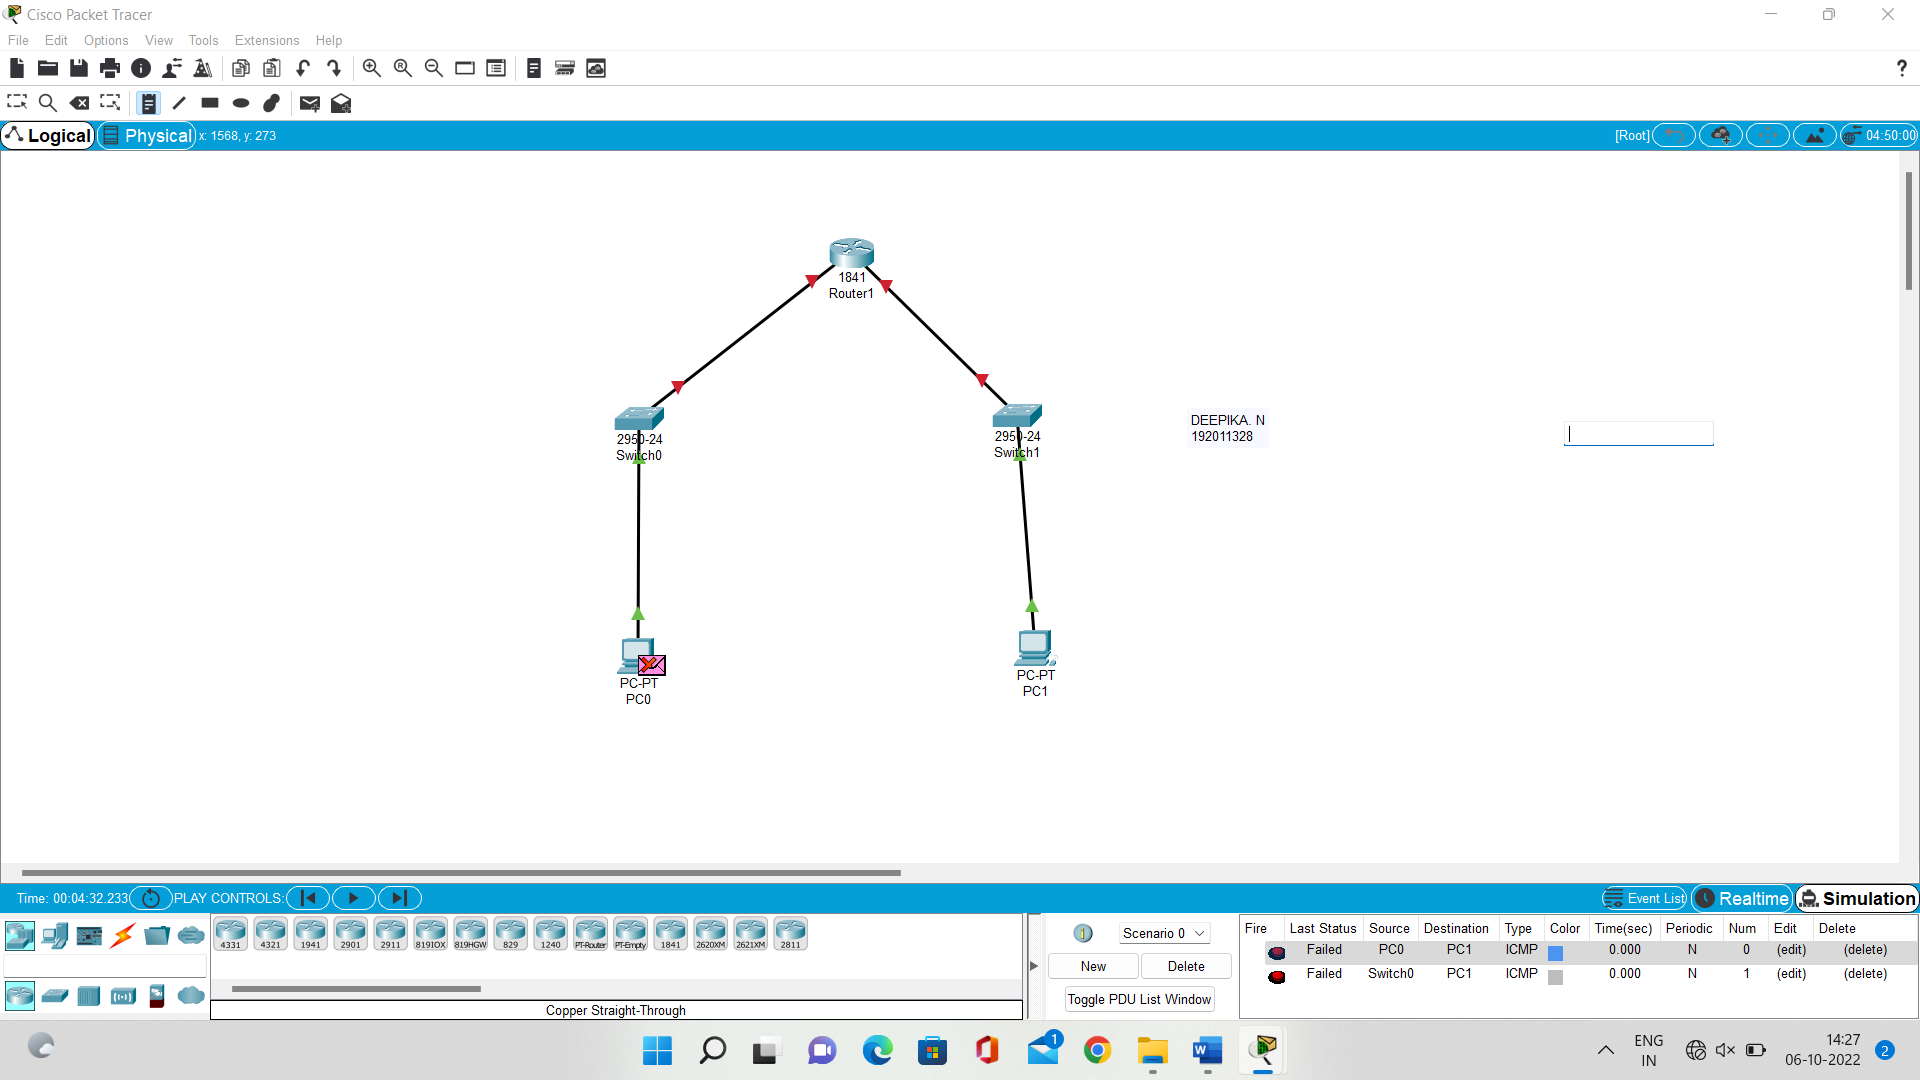 Cisco Packet Tracer
File Edit Options View Tools Extensions Help
?
Logical Physical x: 1568, y: 273 [Root] 04:50:00
1841
Router1
2950-24
Switch0
2950-24
Switch1
DEEPIKA. N
192011328
PC-PT
PC0
PC-PT
PC1
Time: 00:04:32.233 PLAY CONTROLS: Event List Realtime Simulation
4331 4321 1941 2901 2911 819IOX 819HGW 829 1240 PT-Router PT-Empty 1841 2620XM 2621XM 2811
Copper Straight-Through
1 Scenario 0
New Delete
Toggle PDU List Window
Fire Last Status Source Destination Type Color Time(sec) Periodic Num Edit Delete
Failed PC0 PC1 ICMP 0.000 N 0 (edit) (delete)
Failed Switch0 PC1 ICMP 0.000 N 1 (edit) (delete)
1
ENG
IN
14:27
06-10-2022
2